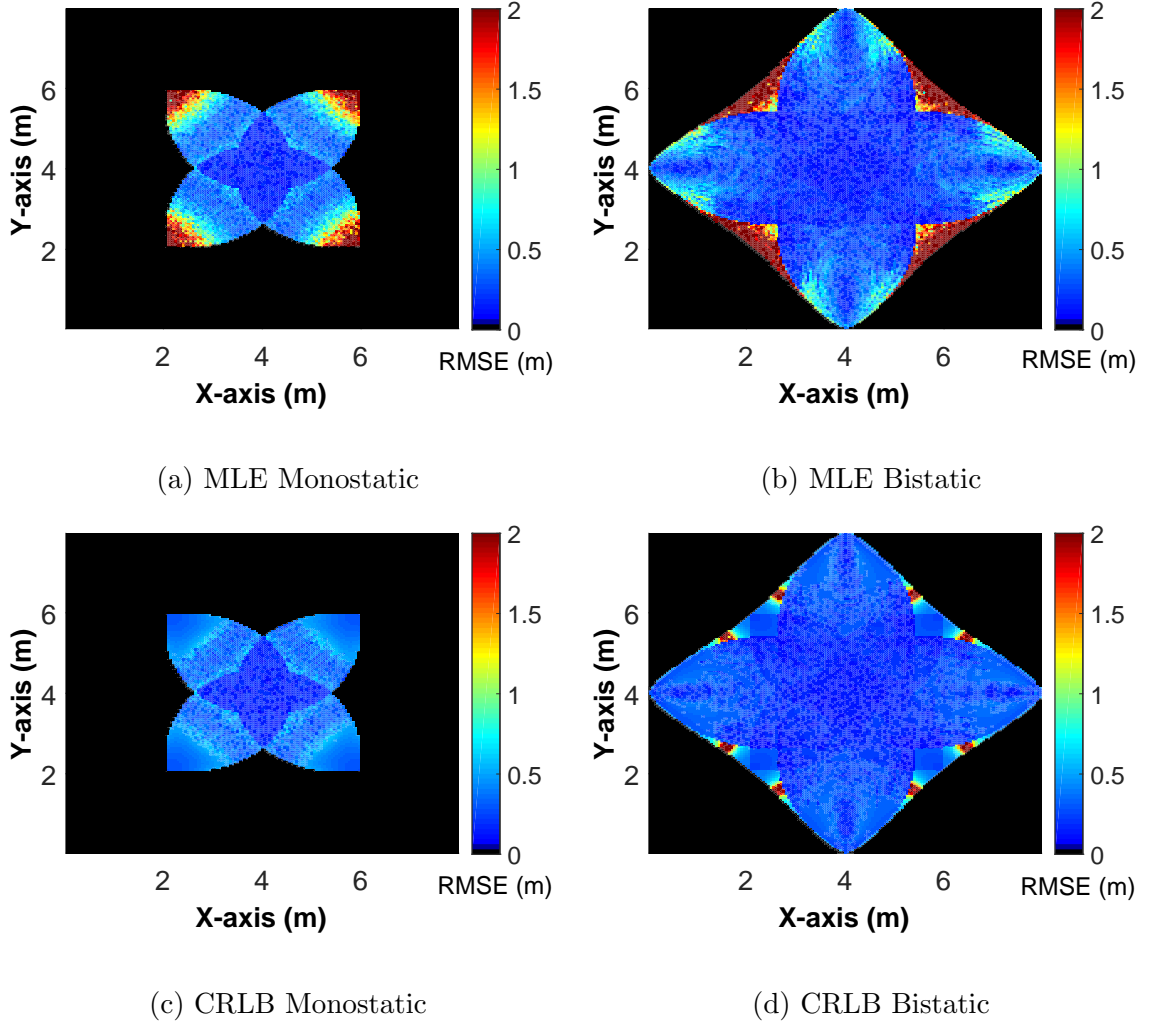 2
6
1.5
Y-axis (m)
4
1
2
0.5
0
2
4
6
RMSE (m)
X-axis (m)
(a) MLE Monostatic
2
6
1.5
Y-axis (m)
4
1
2
0.5
0
2
4
6
RMSE (m)
X-axis (m)
(b) MLE Bistatic
2
6
1.5
Y-axis (m)
4
1
2
0.5
0
2
4
6
RMSE (m)
X-axis (m)
(c) CRLB Monostatic
2
6
1.5
Y-axis (m)
4
1
2
0.5
0
2
4
6
RMSE (m)
X-axis (m)
(d) CRLB Bistatic